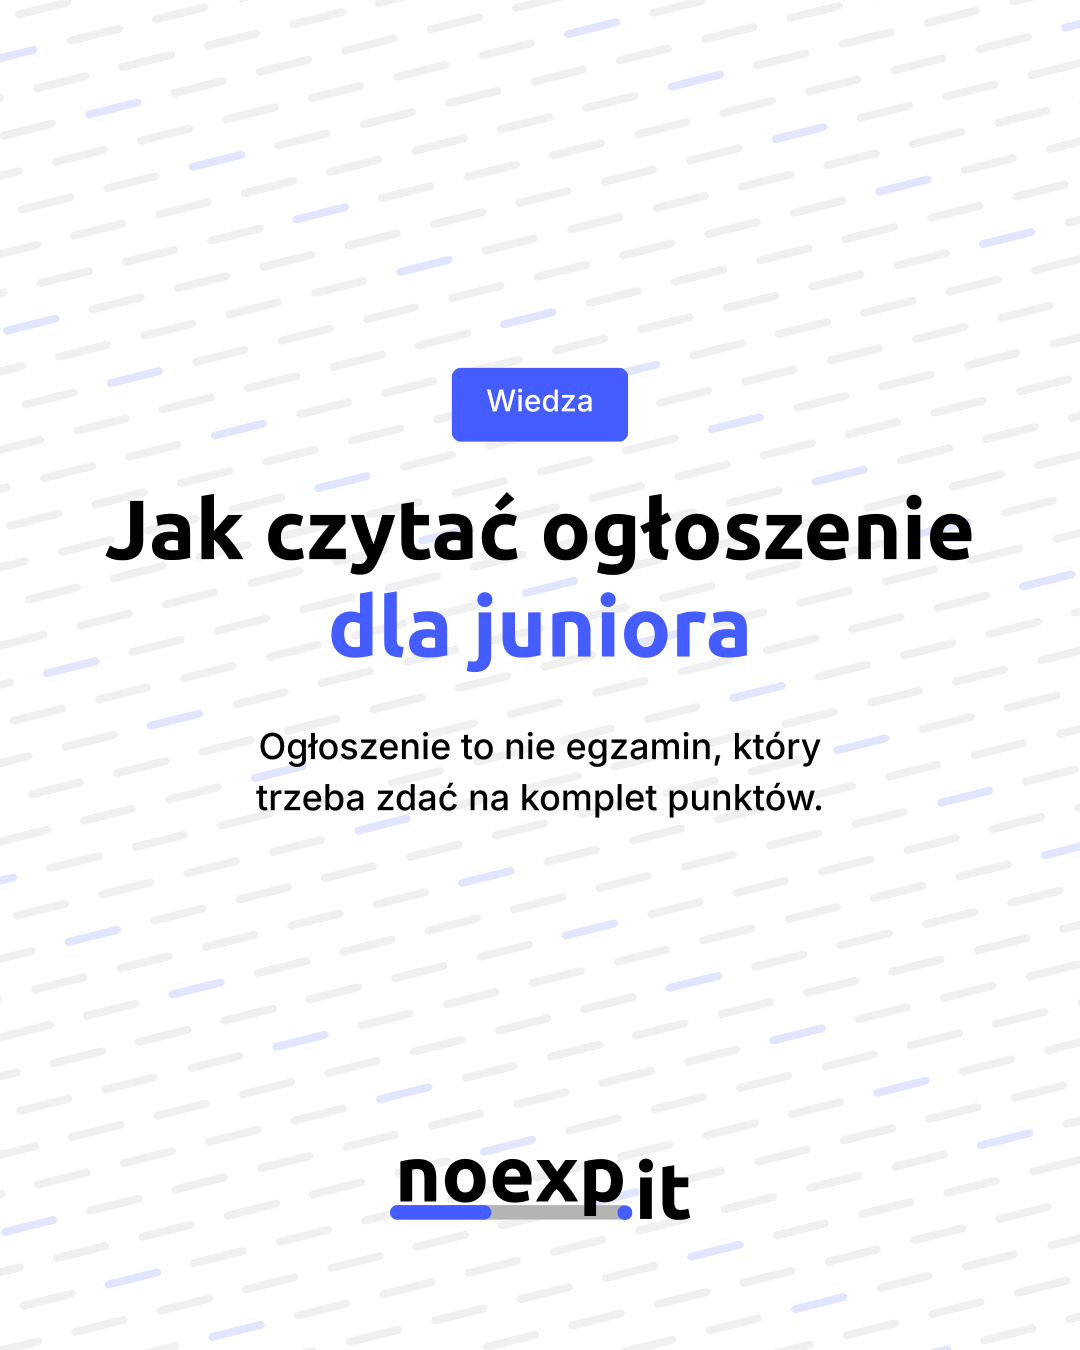 Wiedza
Jak czytać ogłoszenie
dla juniora
Ogłoszenie to nie egzamin, który
trzeba zdać na komplet punktów.
noexp.it